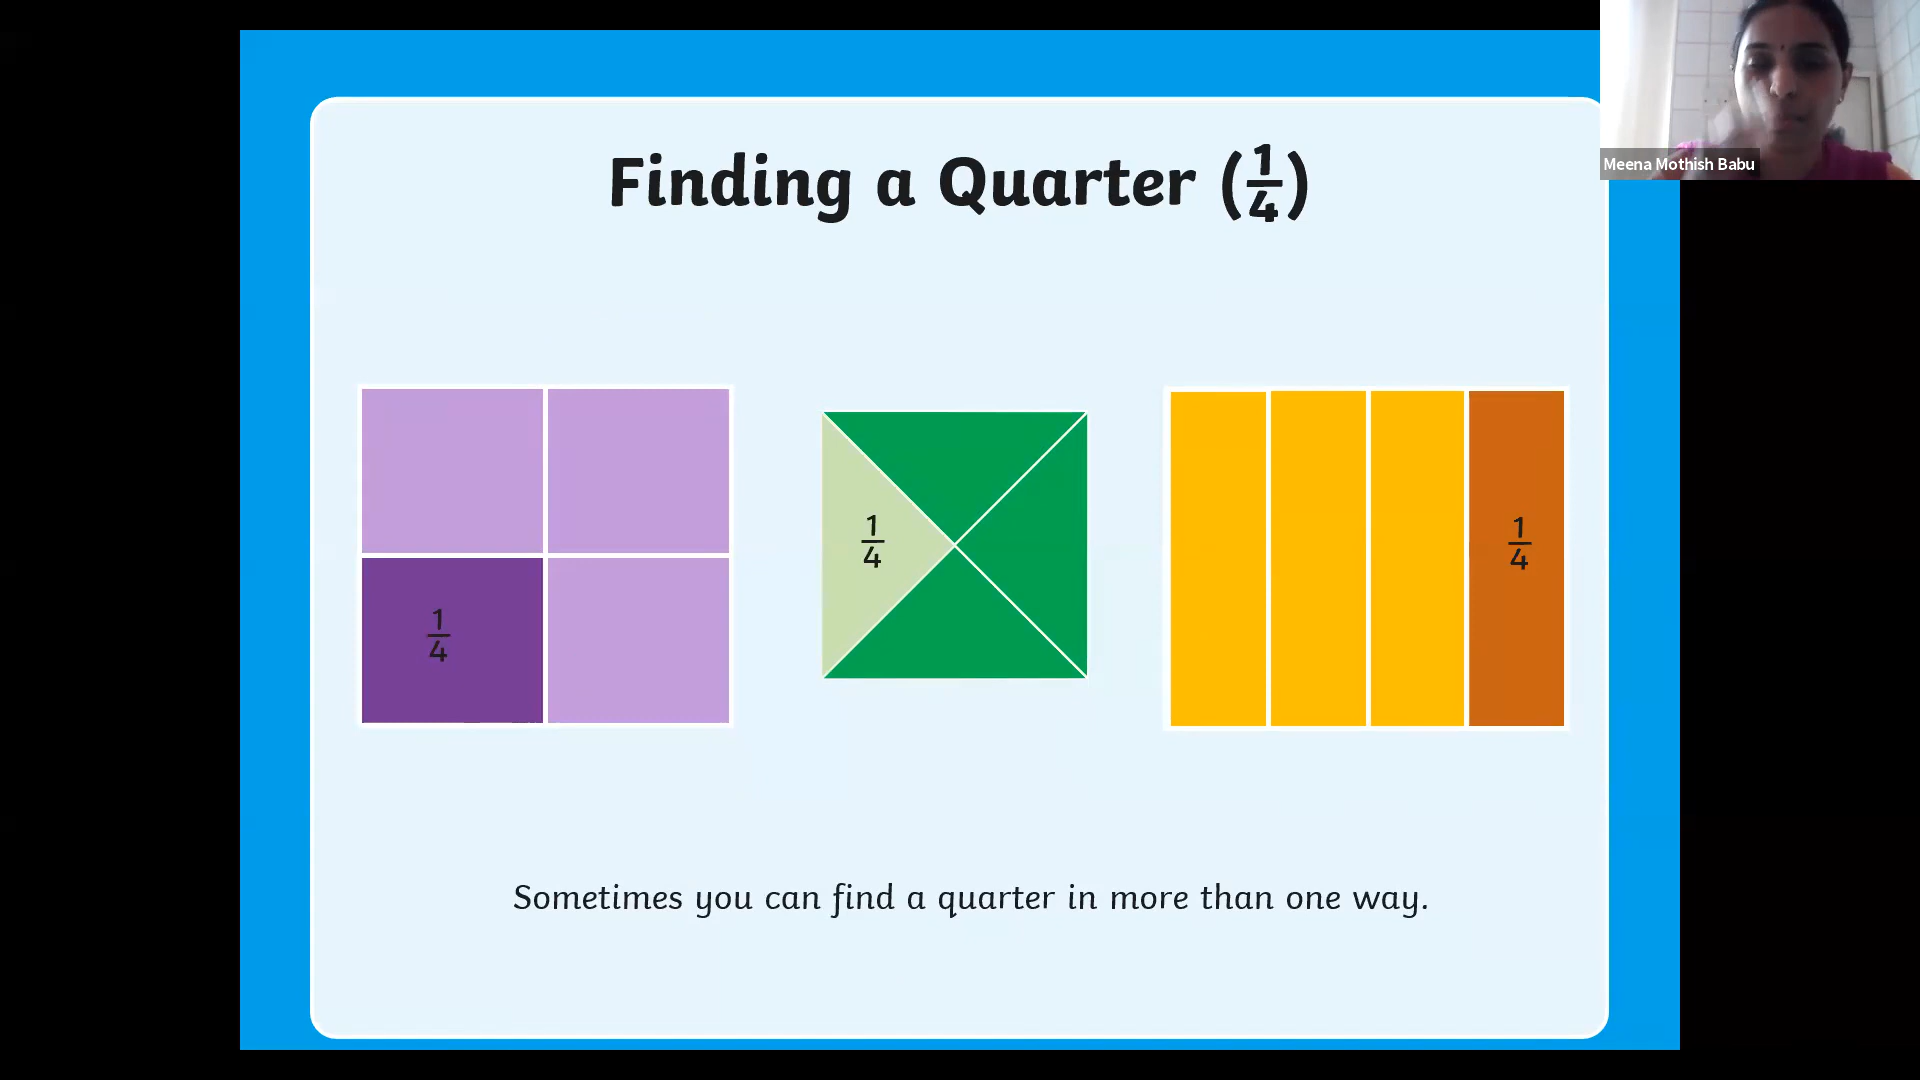 Finding a Quarter (1/4)
Meena Mothish Babu
1/4
1/4
1/4
Sometimes you can find a quarter in more than one way.